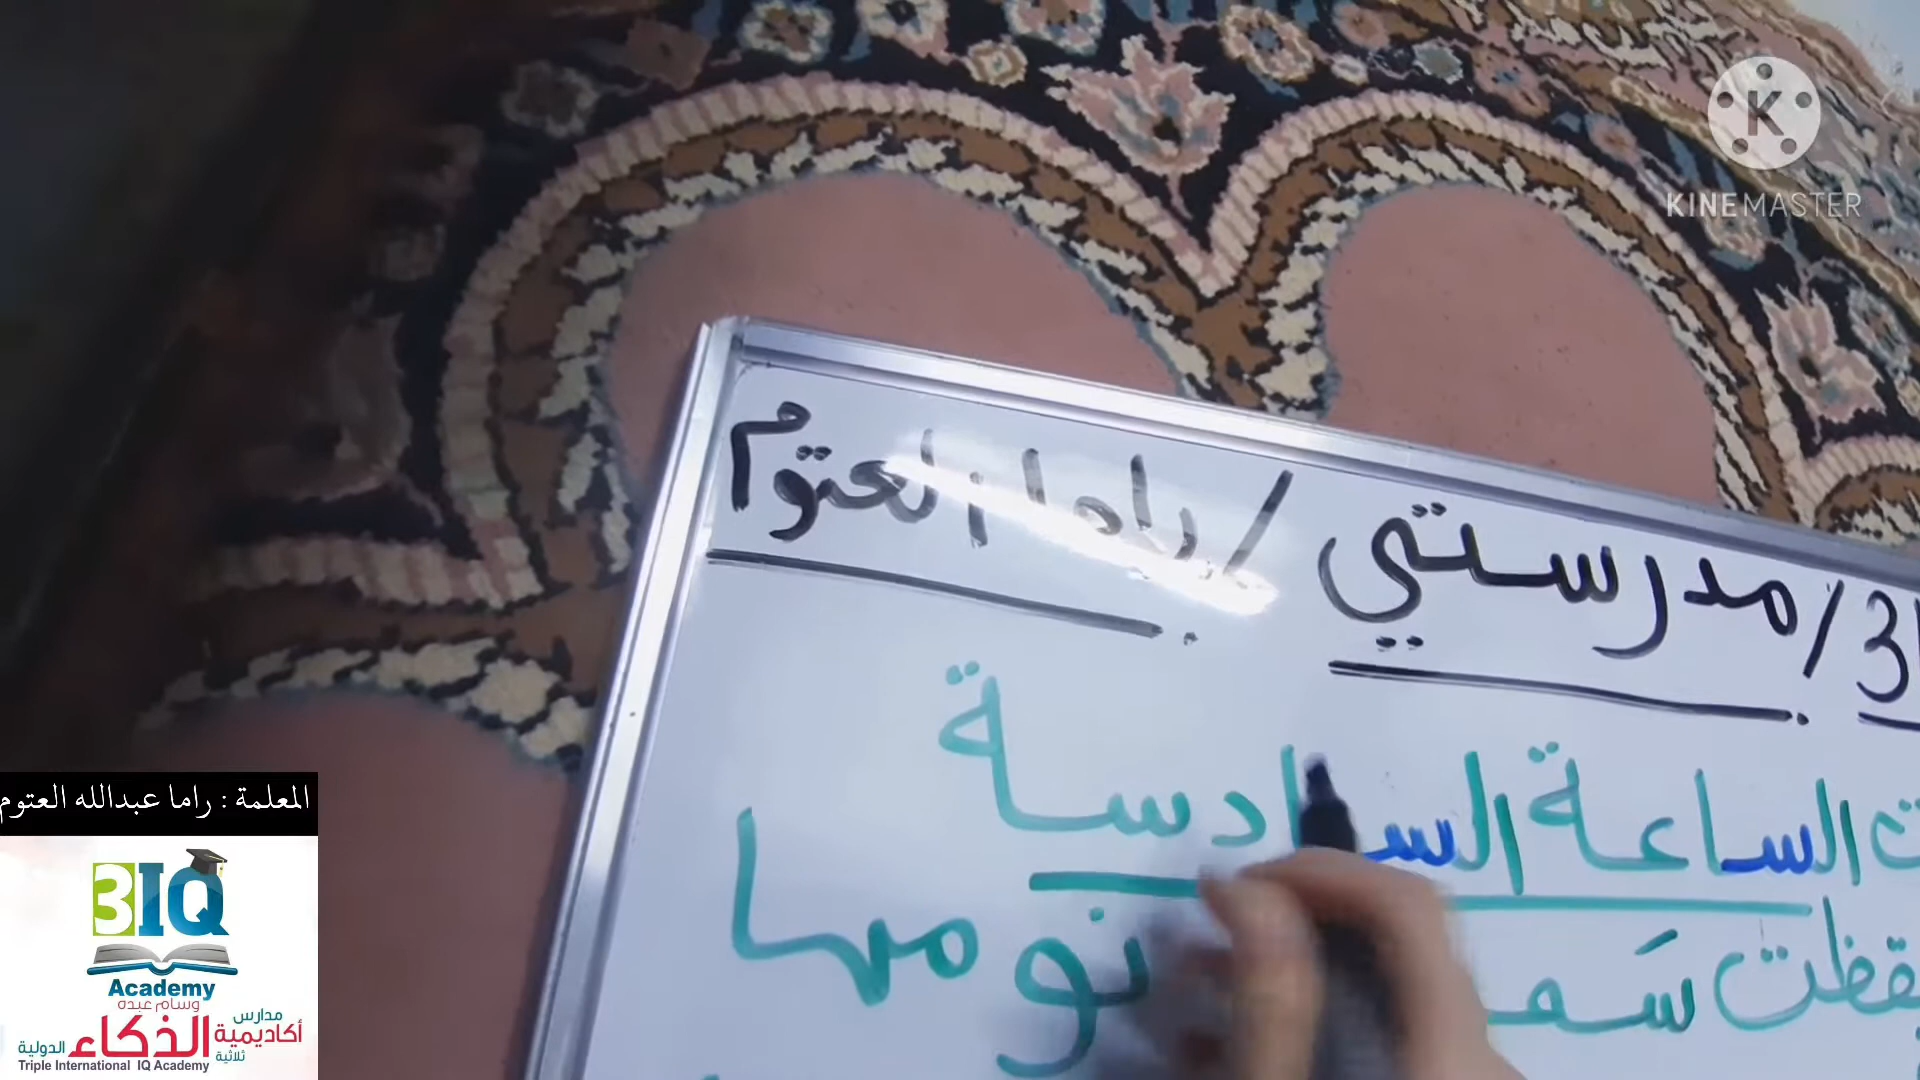 KINEMASTER
3/ مدرستي / راما العتوم
الساعة السادسة
نومها
المعلمة : راما عبدالله العتوم
3IQ
Academy
وسام عبده
مدارس
أكاديمية الذكاء الدولية
ثلاثية
Triple International IQ Academy